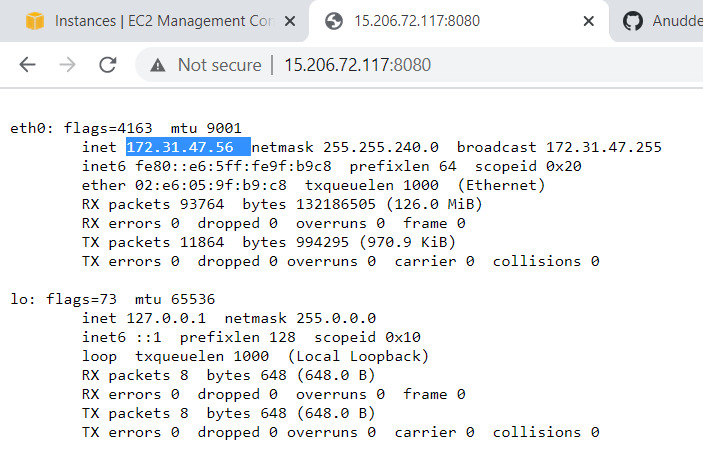 Instances | EC2 Management Con
15.206.72.117:8080
Anudde
Not secure | 15.206.72.117:8080
eth0: flags=4163  mtu 9001
inet 172.31.47.56  netmask 255.255.240.0  broadcast 172.31.47.255
inet6 fe80::e6:5ff:fe9f:b9c8  prefixlen 64  scopeid 0x20
ether 02:e6:05:9f:b9:c8  txqueuelen 1000  (Ethernet)
RX packets 93764  bytes 132186505 (126.0 MiB)
RX errors 0  dropped 0  overruns 0  frame 0
TX packets 11864  bytes 994295 (970.9 KiB)
TX errors 0  dropped 0 overruns 0  carrier 0  collisions 0
lo: flags=73  mtu 65536
inet 127.0.0.1  netmask 255.0.0.0
inet6 ::1  prefixlen 128  scopeid 0x10
loop  txqueuelen 1000  (Local Loopback)
RX packets 8  bytes 648 (648.0 B)
RX errors 0  dropped 0  overruns 0  frame 0
TX packets 8  bytes 648 (648.0 B)
TX errors 0  dropped 0 overruns 0  carrier 0  collisions 0